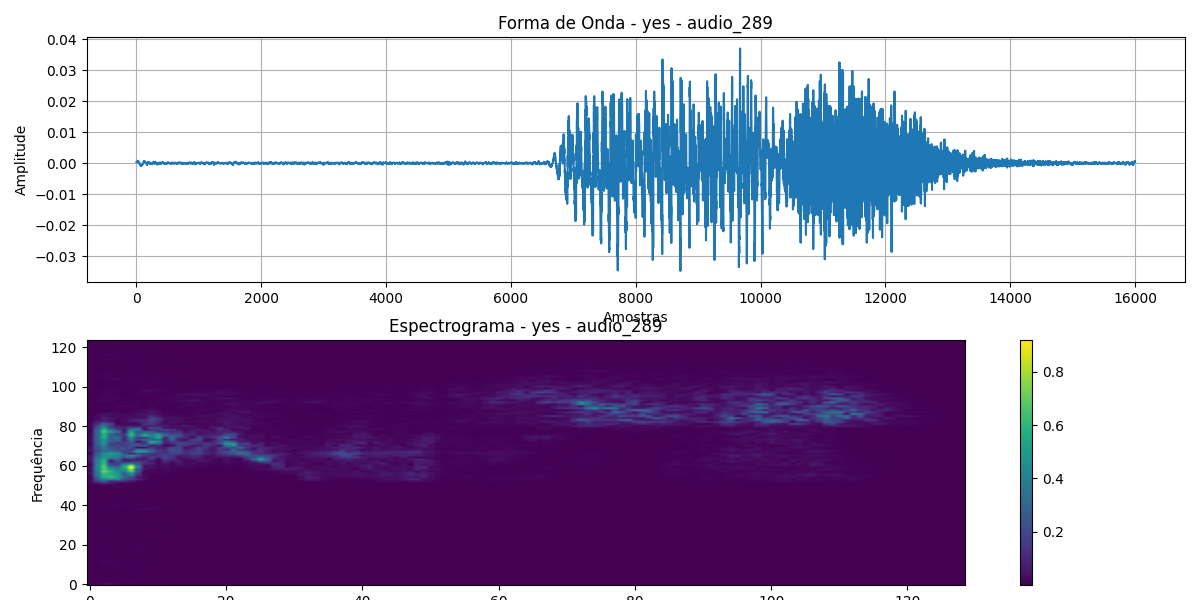 Forma de Onda - yes - audio_289
0.04
0.03
0.02
0.01
0.00
−0.01
−0.02
−0.03
Amplitude
0 2000 4000 6000 8000 10000 12000 14000 16000
Amostras
Espectrograma - yes - audio_289
120
100
80
60
40
20
0
Frequência
0 20 40 60 80 100 120
0.8
0.6
0.4
0.2